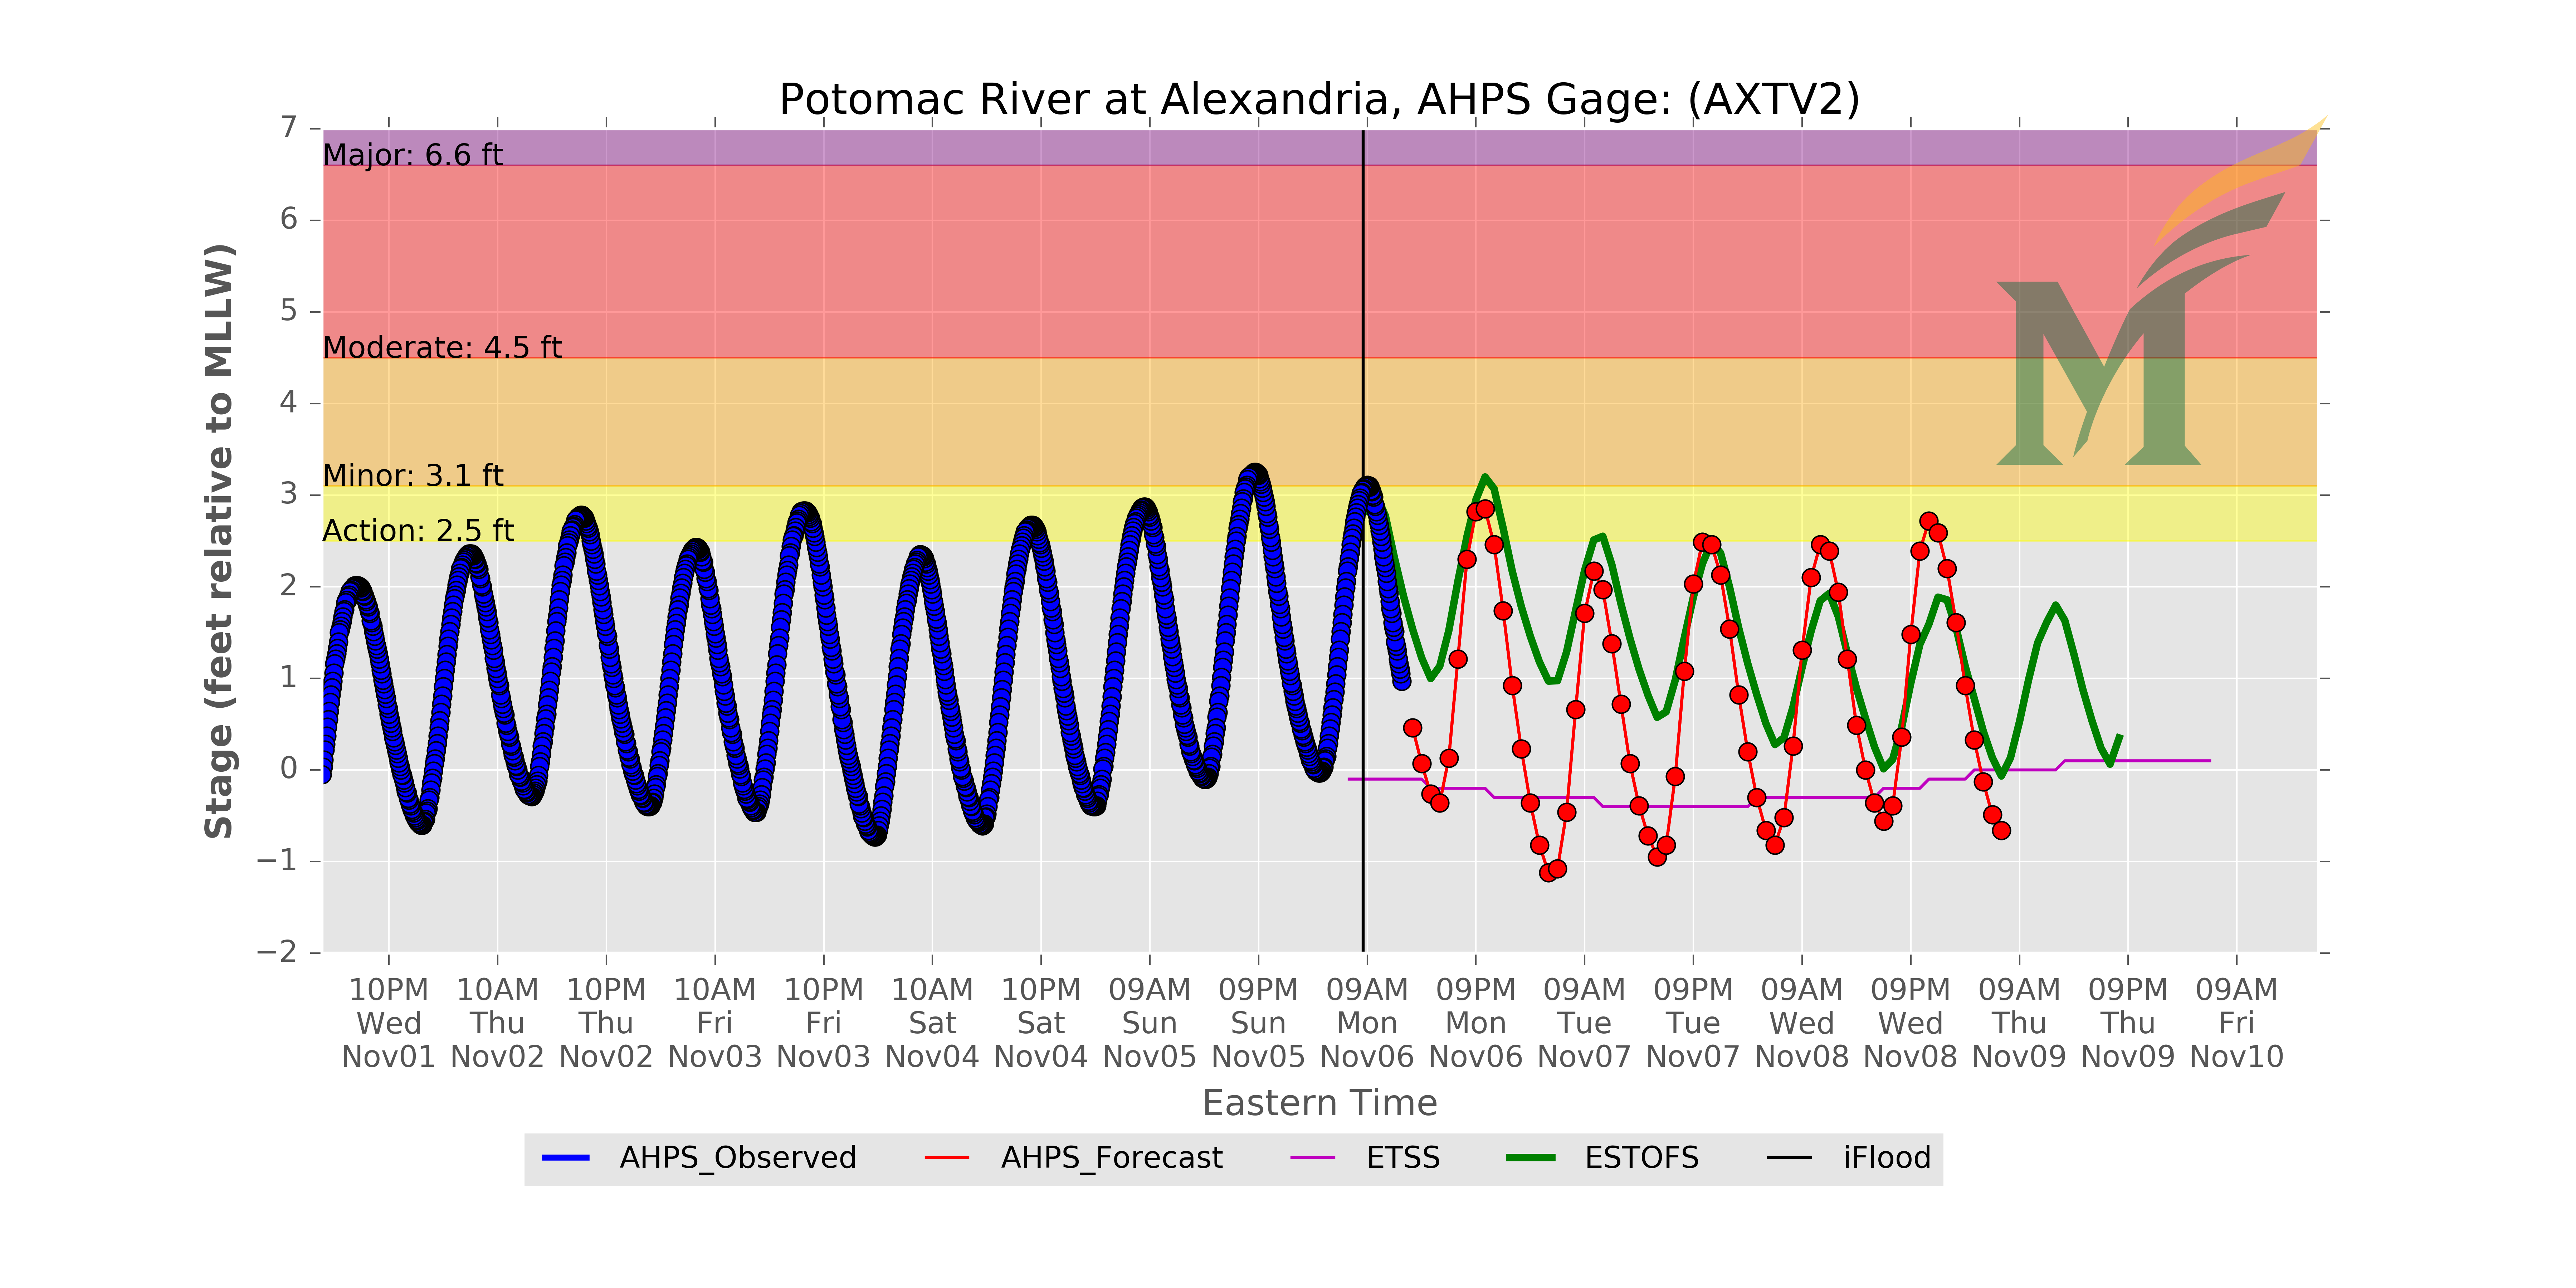 Potomac River at Alexandria, AHPS Gage: (AXTV2)
Stage (feet relative to MLLW)
7
6
5
4
3
2
1
0
−1
−2
Major: 6.6 ft
Moderate: 4.5 ft
Minor: 3.1 ft
Action: 2.5 ft
M
10PM 10AM 10PM 10AM 10PM 10AM 10PM 09AM 09PM 09AM 09PM 09AM 09PM 09AM 09PM 09AM 09PM 09AM
Wed Thu Thu Fri Fri Sat Sat Sun Sun Mon Mon Tue Tue Wed Wed Thu Thu Fri
Nov01 Nov02 Nov02 Nov03 Nov03 Nov04 Nov04 Nov05 Nov05 Nov06 Nov06 Nov07 Nov07 Nov08 Nov08 Nov09 Nov09 Nov10
Eastern Time
AHPS_Observed AHPS_Forecast ETSS ESTOFS iFlood